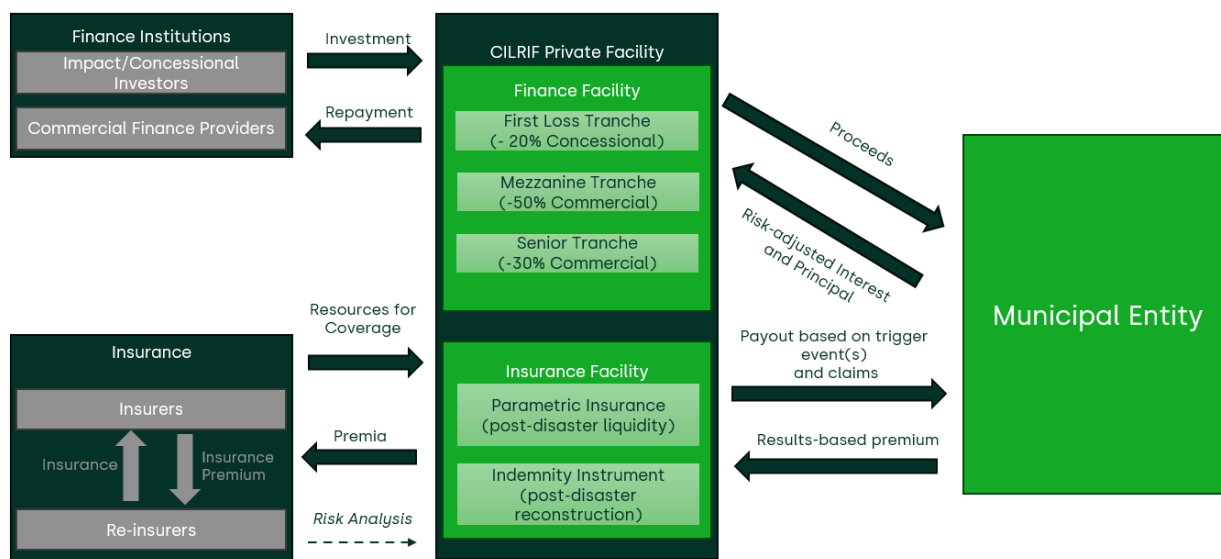 Finance Institutions
Impact/Concessional
Investors
Commercial Finance Providers
Investment
Repayment
CILRIF Private Facility
Finance Facility
First Loss Tranche
(- 20% Concessional)
Mezzanine Tranche
(-50% Commercial)
Senior Tranche
(-30% Commercial)
Proceeds
Risk-adjusted Interest
and Principal
Municipal Entity
Insurance
Insurers
Insurance
Insurance
Premium
Re-insurers
Resources for
Coverage
Premia
Risk Analysis
Insurance Facility
Parametric Insurance
(post-disaster liquidity)
Indemnity Instrument
(post-disaster
reconstruction)
Payout based on trigger
event(s)
and claims
Results-based premium